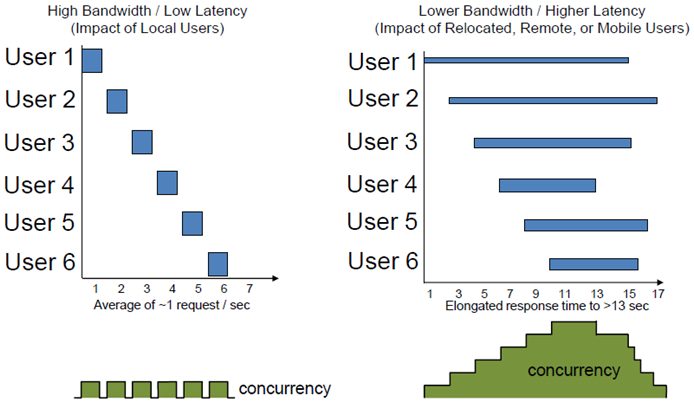 High Bandwidth / Low Latency
(Impact of Local Users)
User 1
User 2
User 3
User 4
User 5
User 6
1 2 3 4 5 6 7
Average of ~1 request / sec
concurrency
Lower Bandwidth / Higher Latency
(Impact of Relocated, Remote, or Mobile Users)
User 1
User 2
User 3
User 4
User 5
User 6
1 3 5 7 9 11 13 15 17
Elongated response time to >13 sec
concurrency